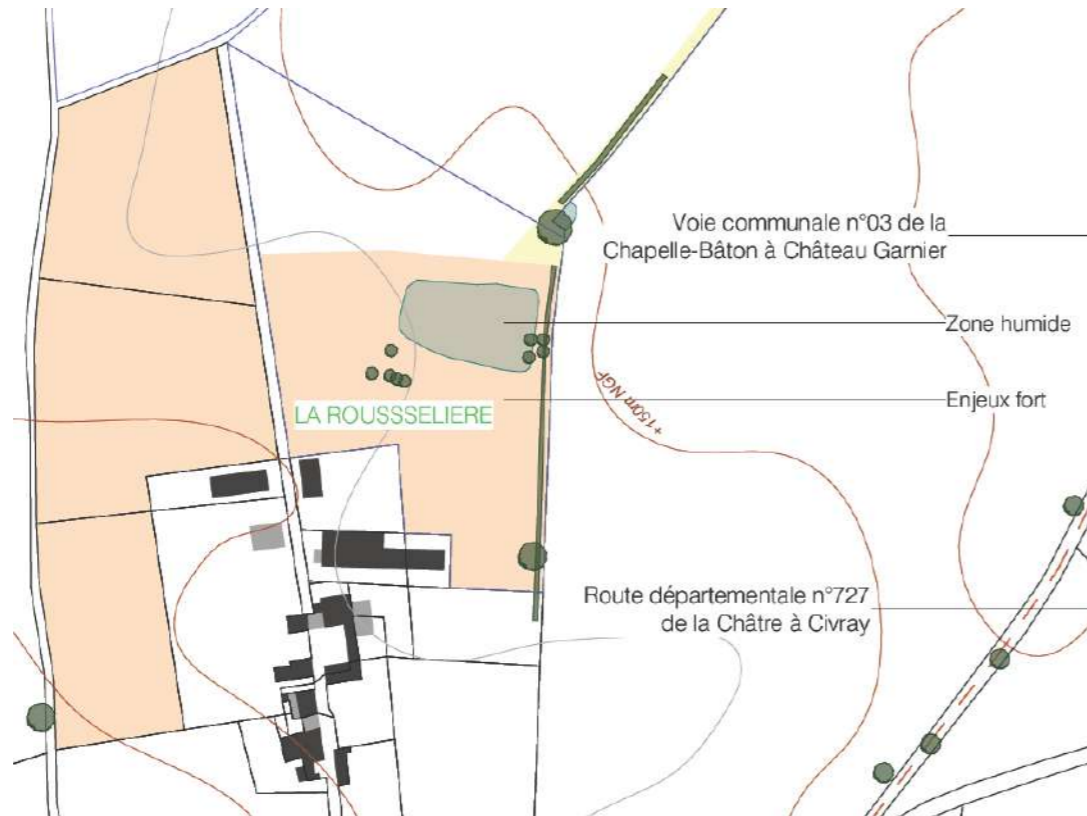 Voie communale n°03 de la
Chapelle-Bâton à Château Garnier
Zone humide
Enjeux fort
LA ROUSSSELIERE
+150m NGF
Route départementale n°727
de la Châtre à Civray